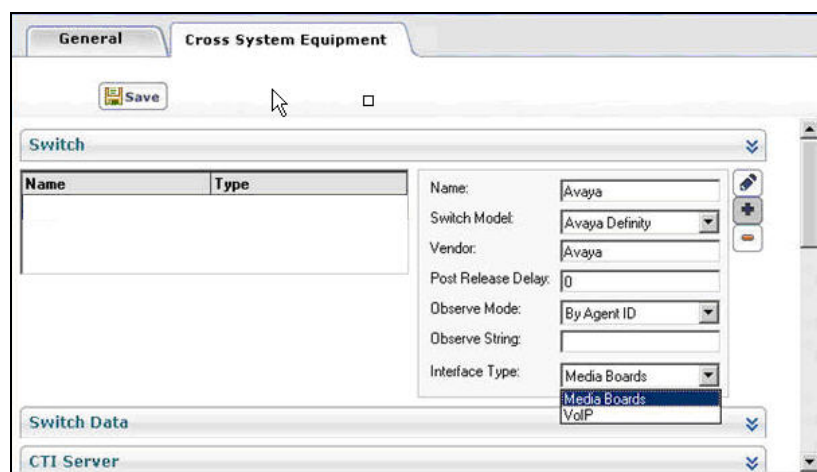 General Cross System Equipment
Save
Switch
Name Type
Name: Avaya
Switch Model: Avaya Definity
Vendor: Avaya
Post Release Delay: 0
Observe Mode: By Agent ID
Observe String:
Interface Type: Media Boards
Media Boards
VoIP
Switch Data
CTI Server